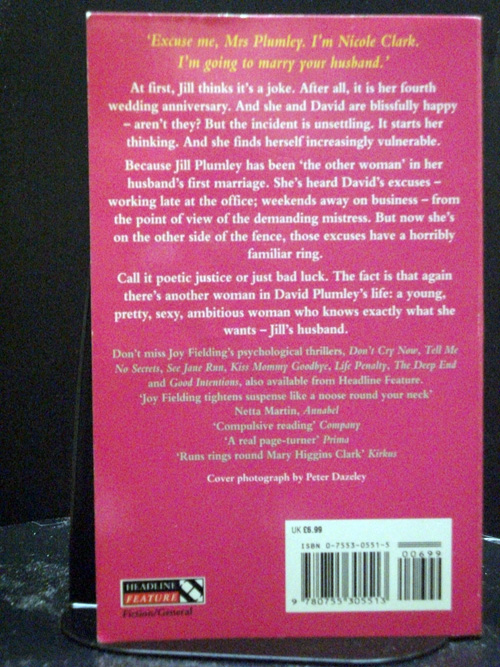 'Excuse me, Mrs Plumley. I'm Nicole Clark.
I'm going to marry your husband.'
At first, Jill thinks it's a joke. After all, it is her fourth
wedding anniversary. And she and David are blissfully happy
– aren't they? But the incident is unsettling. It starts her
thinking. And she finds herself increasingly vulnerable.
Because Jill Plumley has been 'the other woman' in her
husband's first marriage. She's heard David's excuses –
working late at the office; weekends away on business – from
the point of view of the demanding mistress. But now she's
on the other side of the fence, those excuses have a horribly
familiar ring.
Call it poetic justice or just bad luck. The fact is that again
there's another woman in David Plumley's life: a young,
pretty, sexy, ambitious woman who knows exactly what she
wants – Jill's husband.
Don't miss Joy Fielding's psychological thrillers, Don't Cry Now, Tell Me
No Secrets, See Jane Run, Kiss Mommy Goodbye, Life Penalty, The Deep End
and Good Intentions, also available from Headline Feature.
'Joy Fielding tightens suspense like a noose round your neck'
Netta Martin, Annabel
'Compulsive reading' Company
'A real page-turner' Prima
'Runs rings round Mary Higgins Clark' Kirkus
Cover photograph by Peter Dazeley
UK £6.99
ISBN 0-7553-0551-5
00699
9 780755 305513
HEADLINE
FEATURE
Fiction/General